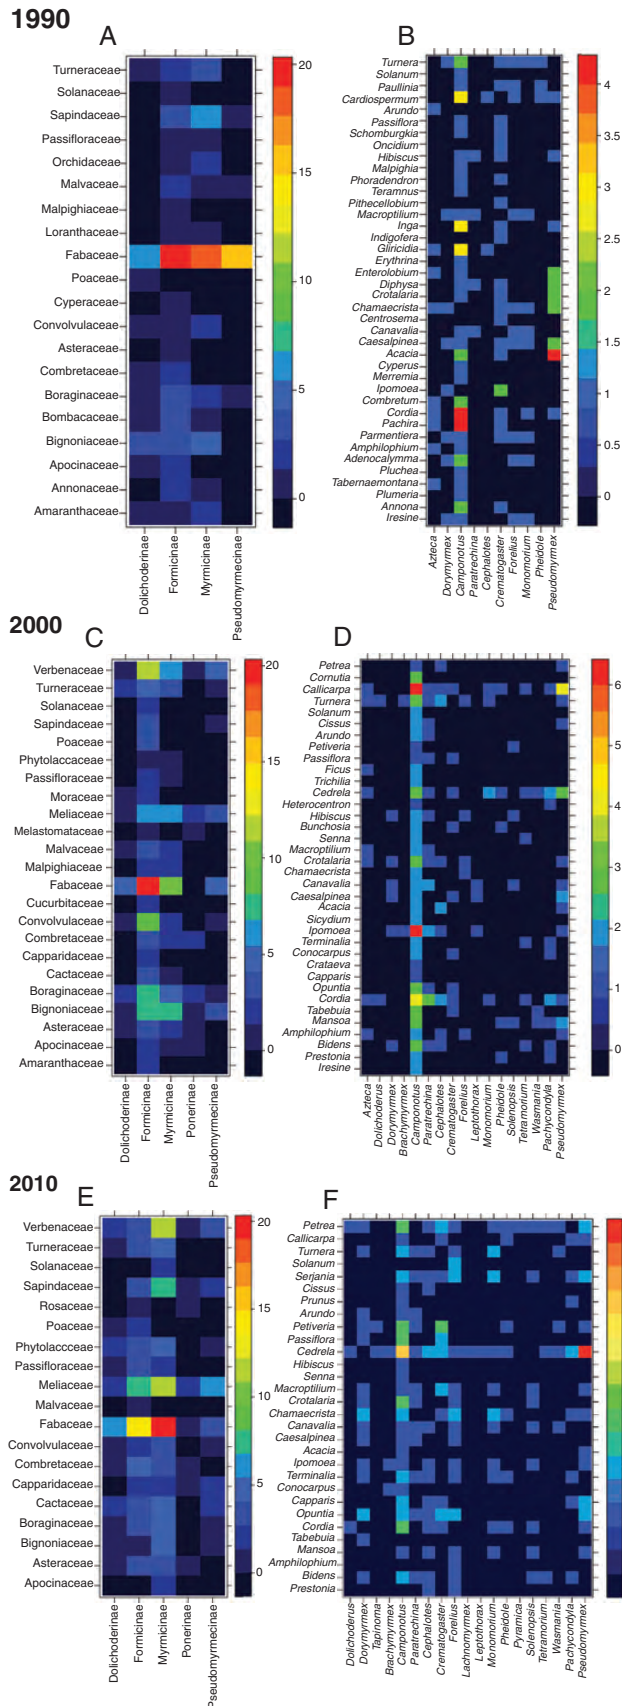 1990
A
B
Turneraceae
Solanaceae
Sapindaceae
Passifloraceae
Orchidaceae
Malvaceae
Malpighiaceae
Loranthaceae
Fabaceae
Poaceae
Cyperaceae
Convolvulaceae
Asteraceae
Combretaceae
Boraginaceae
Bombacaceae
Bignoniaceae
Apocinaceae
Annonaceae
Amaranthaceae
Dolichoderinae
Formicinae
Myrmicinae
Pseudomyrmecinae
20
15
10
5
0
Turnera
Solanum
Paullinia
Cardiospermum
Arundo
Passiflora
Schomburgkia
Oncidium
Hibiscus
Malpighia
Phoradendron
Teramnus
Pithecellobium
Macroptilium
Inga
Indigofera
Gliricidia
Erythrina
Enterolobium
Diphysa
Crotalaria
Chamaecrista
Centrosema
Canavalia
Caesalpinea
Acacia
Cyperus
Merremia
Ipomoea
Combretum
Cordia
Pachira
Parmentiera
Amphilophium
Adenocalymma
Pluchea
Tabernaemontana
Plumeria
Annona
Iresine
Azteca
Dorymyrmex
Camponotus
Paratrechina
Cephalotes
Crematogaster
Forelius
Monomorium
Pheidole
Pseudomyrmex
4
3.5
3
2.5
2
1.5
1
0.5
0
2000
C
D
Verbenaceae
Turneraceae
Solanaceae
Sapindaceae
Poaceae
Phytolaccaceae
Passifloraceae
Moraceae
Meliaceae
Melastomataceae
Malvaceae
Malpighiaceae
Fabaceae
Cucurbitaceae
Convolvulaceae
Combretaceae
Capparidaceae
Cactaceae
Boraginaceae
Bignoniaceae
Asteraceae
Apocinaceae
Amaranthaceae
Dolichoderinae
Formicinae
Myrmicinae
Ponerinae
Pseudomyrmecinae
20
15
10
5
0
Petrea
Cornutia
Callicarpa
Turnera
Solanum
Cissus
Arundo
Petiveria
Passiflora
Ficus
Trichilia
Cedrela
Heterocentron
Hibiscus
Bunchosia
Senna
Macroptilium
Crotalaria
Chamaecrista
Canavalia
Caesalpinea
Acacia
Sicydium
Ipomoea
Terminalia
Conocarpus
Crataeva
Capparis
Opuntia
Cordia
Tabebuia
Mansoa
Amphilophium
Bidens
Prestonia
Iresine
Azteca
Dolichoderus
Dorymyrmex
Brachymyrmex
Camponotus
Paratrechina
Cephalotes
Crematogaster
Forelius
Leptothorax
Monomorium
Pheidole
Solenopsis
Tetramorium
Wasmania
Pachycondyla
Pseudomyrmex
6
5
4
3
2
1
0
2010
E
F
Verbenaceae
Turneraceae
Solanaceae
Sapindaceae
Rosaceae
Poaceae
Phytolaccceae
Passifloraceae
Meliaceae
Malvaceae
Fabaceae
Convolvulaceae
Combretaceae
Capparidaceae
Cactaceae
Boraginaceae
Bignoniaceae
Asteraceae
Apocinaceae
Dolichoderinae
Formicinae
Myrmicinae
Ponerinae
Pseudomyrmecinae
20
15
10
5
0
Petrea
Callicarpa
Turnera
Solanum
Serjania
Cissus
Prunus
Arundo
Petiveria
Passiflora
Cedrela
Hibiscus
Senna
Macroptilium
Crotalaria
Chamaecrista
Canavalia
Caesalpinea
Acacia
Ipomoea
Terminalia
Conocarpus
Capparis
Opuntia
Cordia
Tabebuia
Mansoa
Amphilophium
Bidens
Prestonia
Dolichoderus
Dorymyrmex
Tapinoma
Brachymyrmex
Camponotus
Paratrechina
Cephalotes
Crematogaster
Forelius
Lachnomyrmex
Leptothorax
Monomorium
Pheidole
Pyramica
Solenopsis
Tetramorium
Wasmania
Pachycondyla
Pseudomyrmex